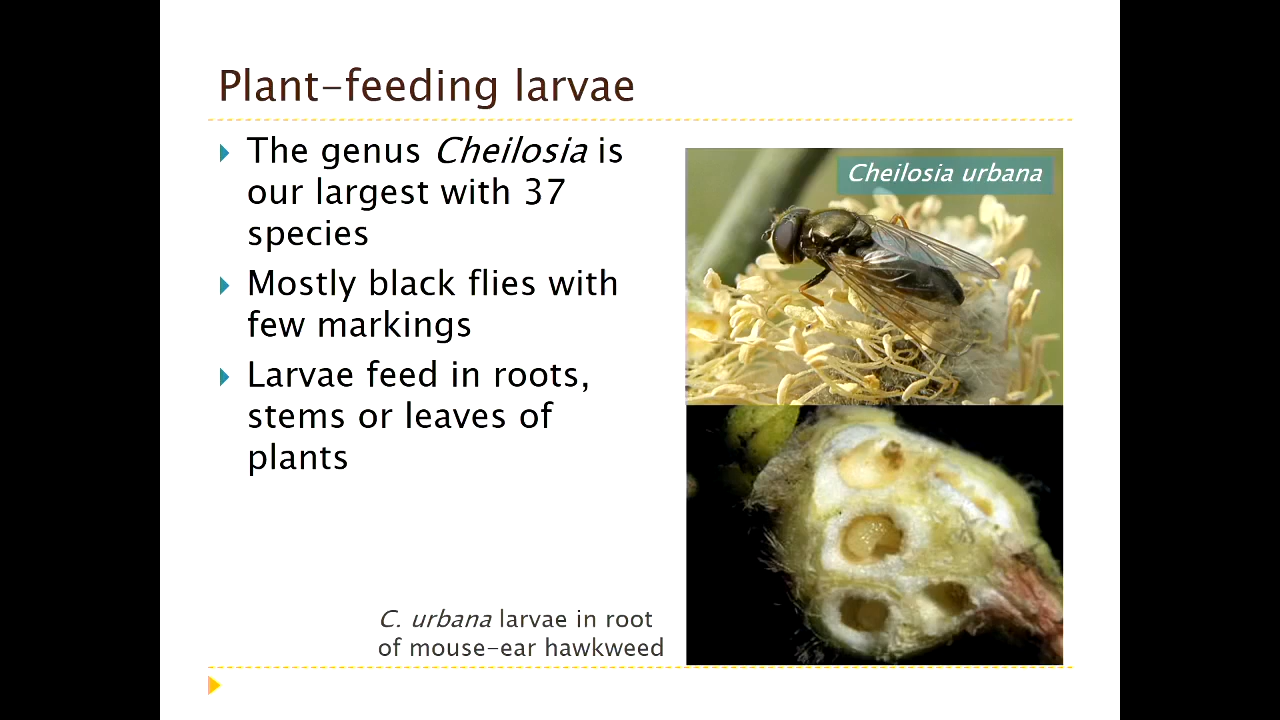 Plant-feeding larvae
The genus Cheilosia is
our largest with 37
species
Mostly black flies with
few markings
Larvae feed in roots,
stems or leaves of
plants
Cheilosia urbana
C. urbana larvae in root
of mouse-ear hawkweed